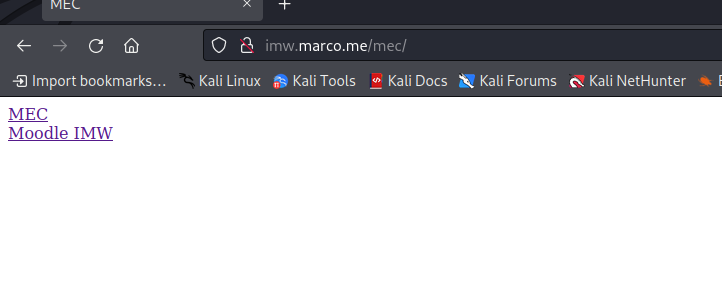 MEC × +
imw.marco.me/mec/
Import bookmarks... Kali Linux Kali Tools Kali Docs Kali Forums Kali NetHunter
MEC
Moodle IMW